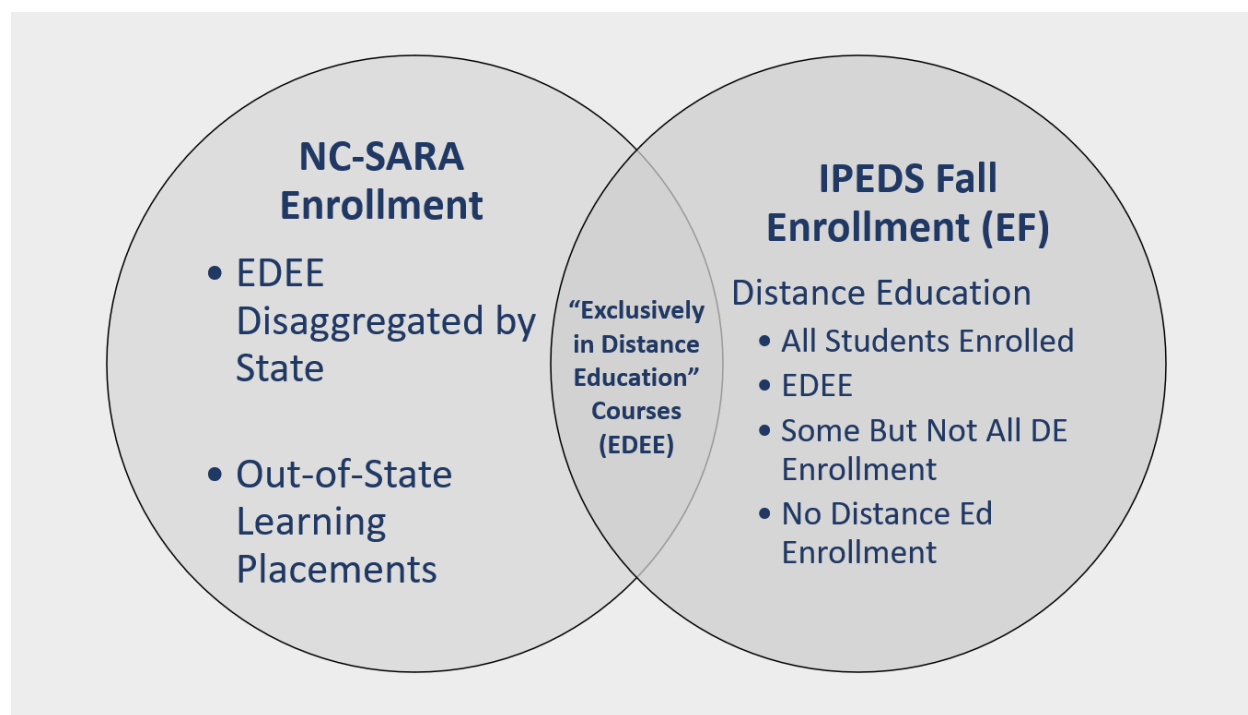 NC-SARA
Enrollment
• EDEE
Disaggregated by
State
• Out-of-State
Learning
Placements
“Exclusively
in Distance
Education”
Courses
(EDEE)
IPEDS Fall
Enrollment (EF)
Distance Education
• All Students Enrolled
• EDEE
• Some But Not All DE
Enrollment
• No Distance Ed
Enrollment